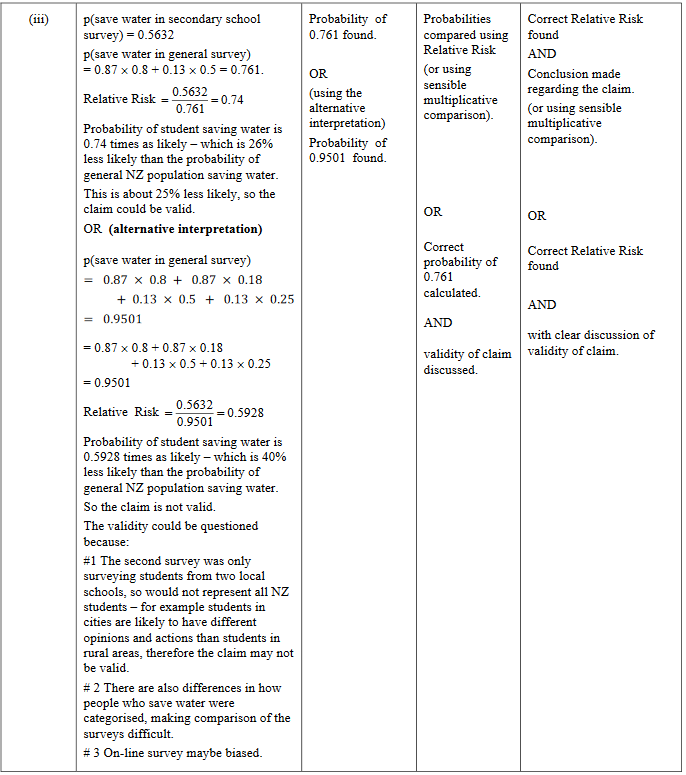 (iii)
p(save water in secondary school
survey) = 0.5632
p(save water in general survey)
= 0.87 × 0.8 + 0.13 × 0.5 = 0.761.
Relative Risk = 0.5632/0.761 = 0.74
Probability of student saving water is
0.74 times as likely – which is 26%
less likely than the probability of
general NZ population saving water.
This is about 25% less likely, so the
claim could be valid.
OR (alternative interpretation)
p(save water in general survey)
= 0.87 × 0.8 + 0.87 × 0.18
+ 0.13 × 0.5 + 0.13 × 0.25
= 0.9501
= 0.87 × 0.8 + 0.87 × 0.18
+ 0.13 × 0.5 + 0.13 × 0.25
= 0.9501
Relative Risk = 0.5632/0.9501 = 0.5928
Probability of student saving water is
0.5928 times as likely – which is 40%
less likely than the probability of
general NZ population saving water.
So the claim is not valid.
The validity could be questioned
because:
#1 The second survey was only
surveying students from two local
schools, so would not represent all NZ
students – for example students in
cities are likely to have different
opinions and actions than students in
rural areas, therefore the claim may not
be valid.
# 2 There are also differences in how
people who save water were
categorised, making comparison of the
surveys difficult.
# 3 On-line survey maybe biased.
Probability of
0.761 found.
OR
(using the
alternative
interpretation)
Probability of
0.9501 found.
Probabilities
compared using
Relative Risk
(or using
sensible
multiplicative
comparison).
OR
Correct
probability of
0.761
calculated.
AND
validity of claim
discussed.
Correct Relative Risk
found
AND
Conclusion made
regarding the claim.
(or using sensible
multiplicative
comparison).
OR
Correct Relative Risk
found
AND
with clear discussion of
validity of claim.